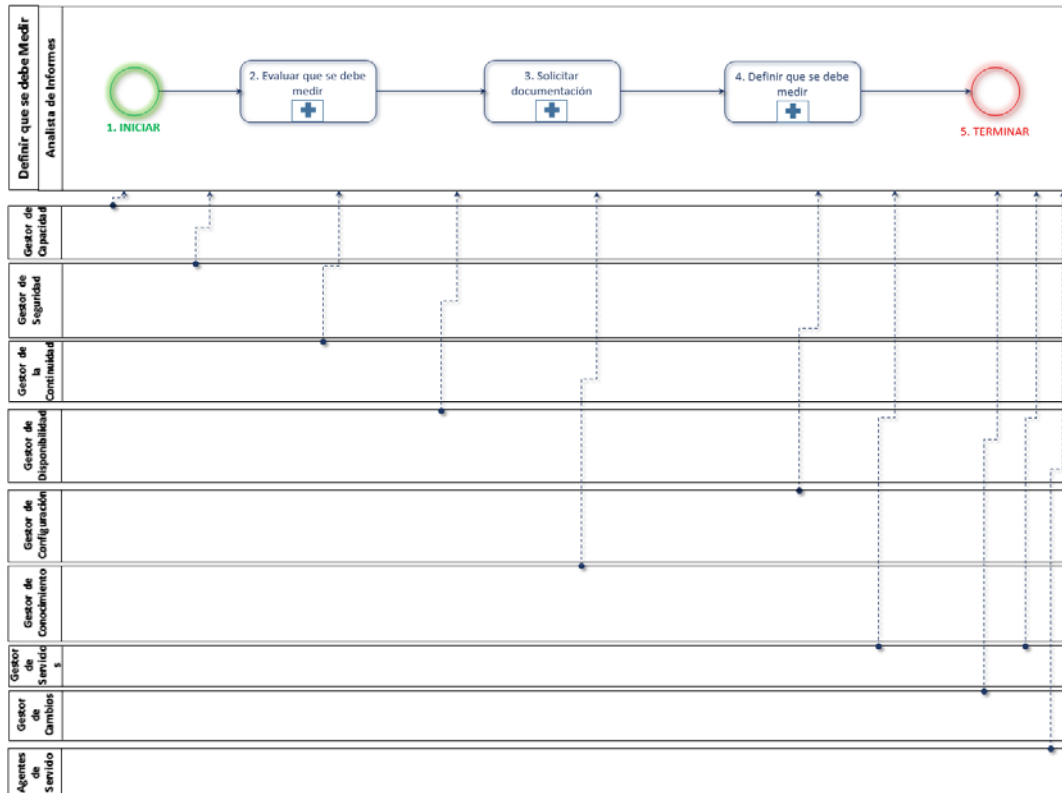 Definir que se debe Medir
Analista de Informes
1. INICIAR
2. Evaluar que se debe
medir
3. Solicitar
documentación
4. Definir que se debe
medir
5. TERMINAR
Gestor de
Capacidad
Gestor de
Seguridad
Gestor de
la
Continuidad
Gestor de
Disponibilidad
Gestor de
Configuración
Gestor de
Conocimiento
Gestor
de
Servicio
s
Gestor
de
Cambios
Agentes
de
Servido